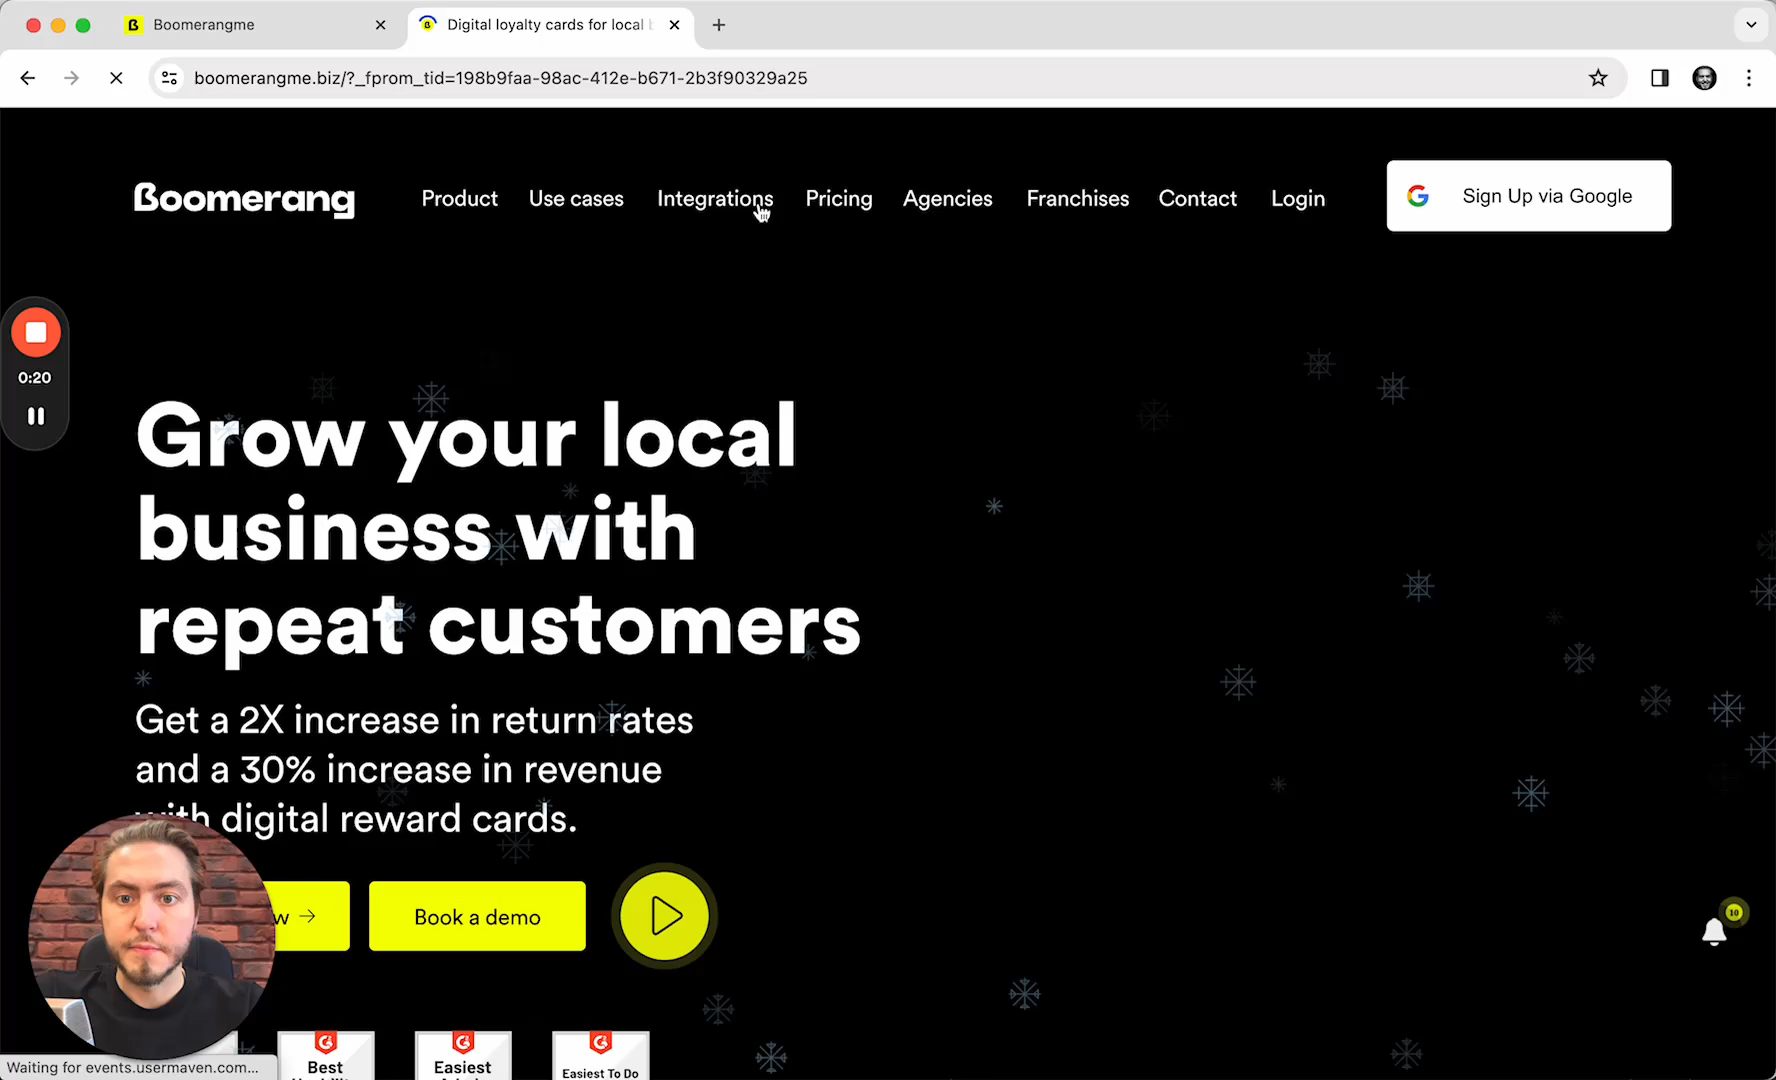 Boomerangme
Digital loyalty cards for local
boomerangme.biz/?_fprom_tid=198b9faa-98ac-412e-b671-2b3f90329a25
Boomerang
Product
Use cases
Integrations
Pricing
Agencies
Franchises
Contact
Login
Sign Up via Google
0:20
Grow your local
business with
repeat customers
Get a 2X increase in return rates
and a 30% increase in revenue
with digital reward cards.
Book a demo
10
Best
Easiest
Easiest To Do
Waiting for events.usermaven.com...